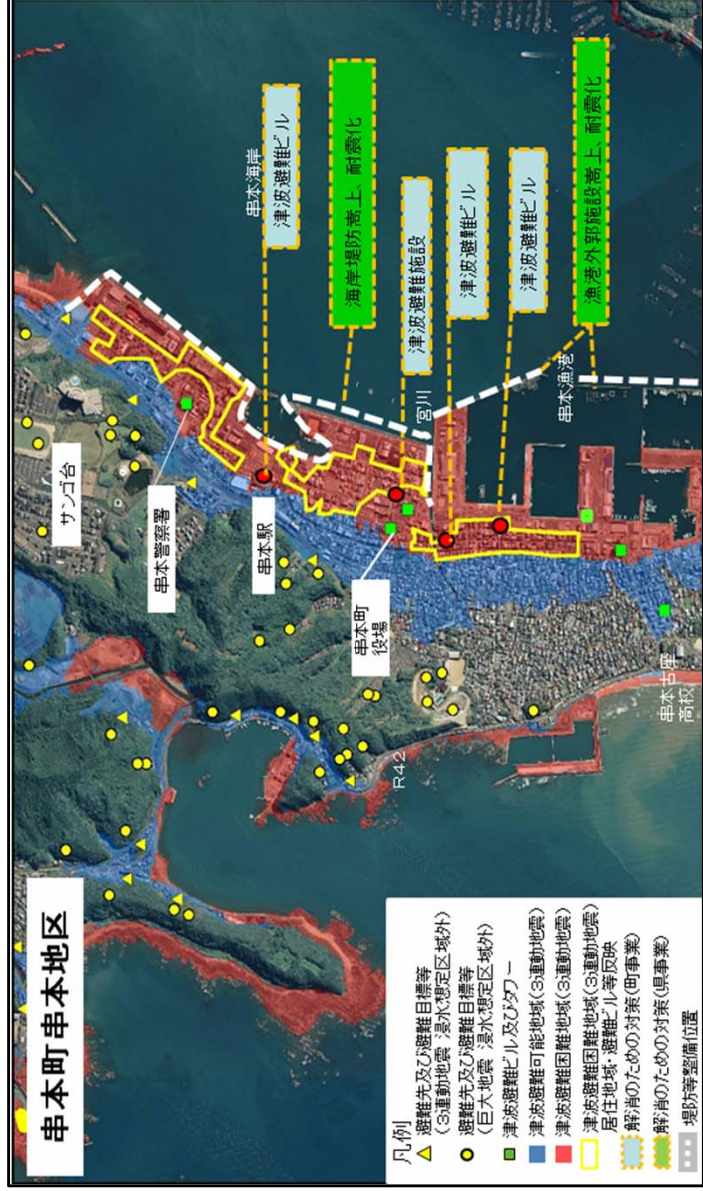 串本町串本地区
サンゴ台
串本警察署
串本駅
串本町
役場
串本古座
高校
R42
宮川
串本漁港
串本海岸
津波避難ビル
海岸堤防嵩上、耐震化
津波避難施設
津波避難ビル
津波避難ビル
漁港外郭施設嵩上、耐震化
凡例
避難先及び避難目標等
(3連動地震 浸水想定区域外)
避難先及び避難目標等
(巨大地震 浸水想定区域外)
津波避難ビル及びタワー
津波避難可能地域(3連動地震)
津波避難困難地域(3連動地震)
津波避難困難地域(3連動地震)
居住地域・避難ビル等反映
解消のための対策(町事業)
解消のための対策(県事業)
堤防等整備位置